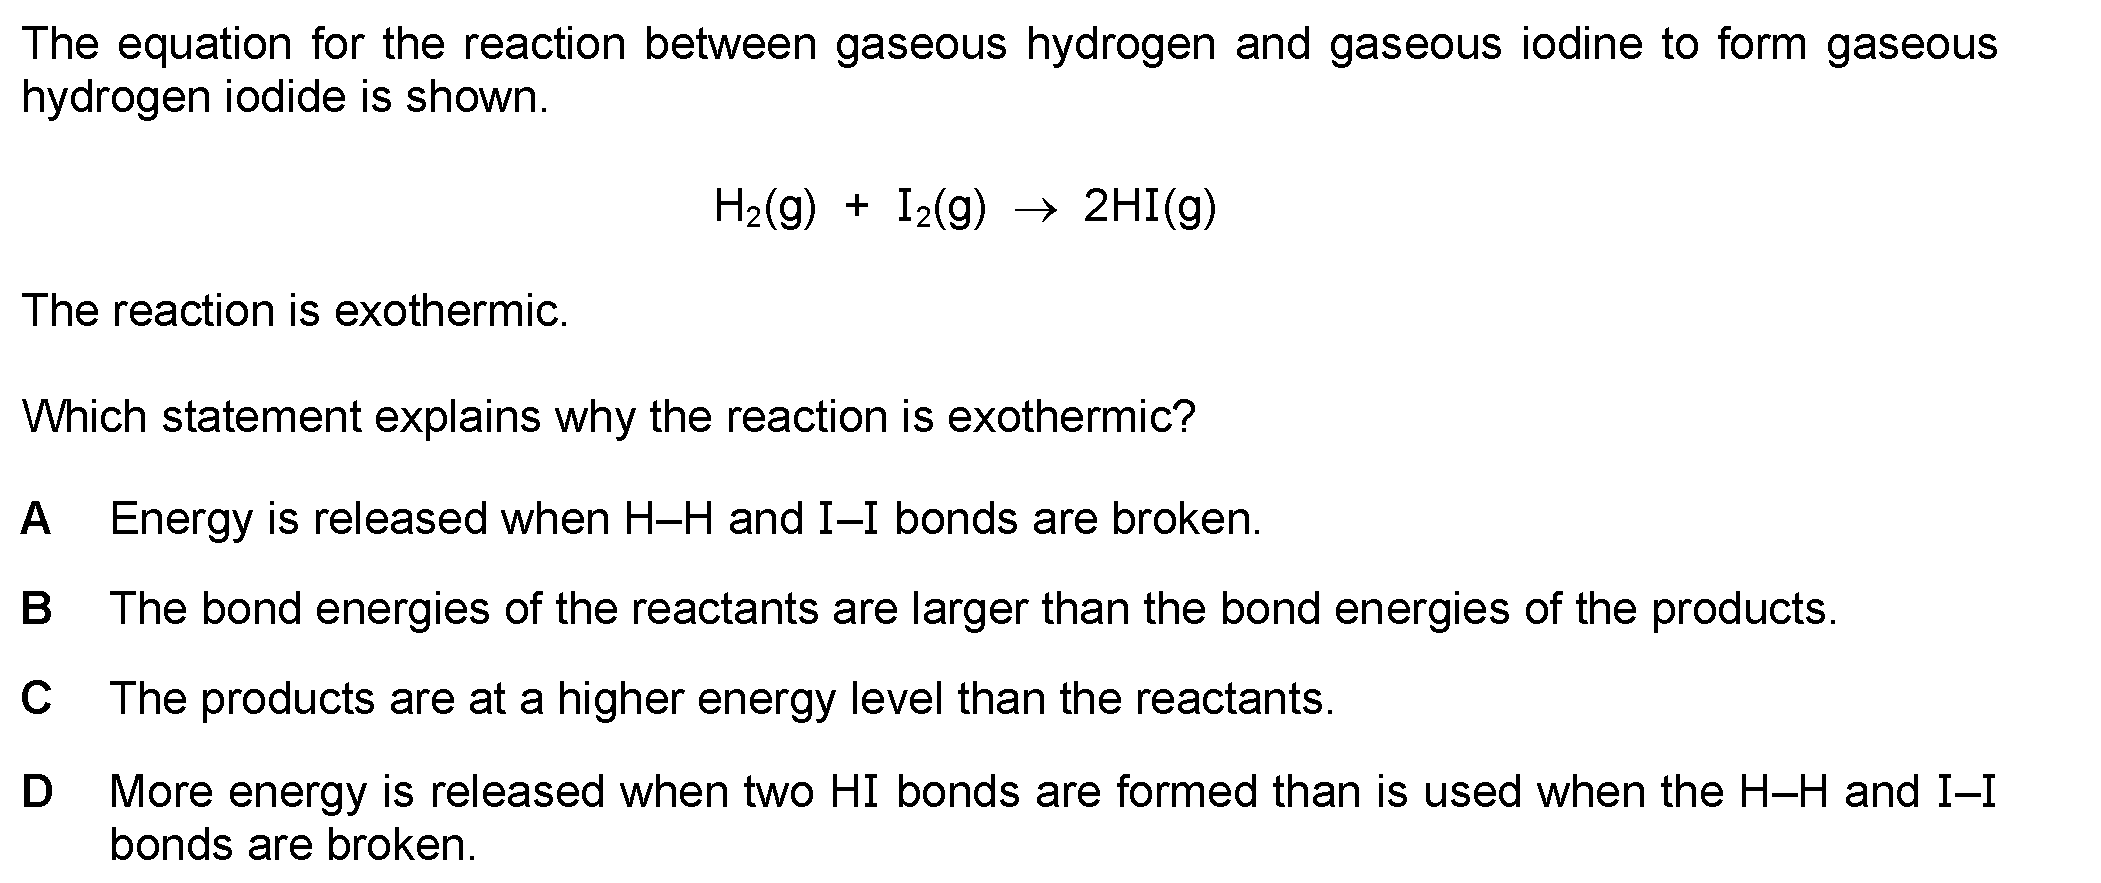 The equation for the reaction between gaseous hydrogen and gaseous iodine to form gaseous
hydrogen iodide is shown.
H₂(g) + I₂(g) → 2HI(g)
The reaction is exothermic.
Which statement explains why the reaction is exothermic?
A Energy is released when H–H and I–I bonds are broken.
B The bond energies of the reactants are larger than the bond energies of the products.
C The products are at a higher energy level than the reactants.
D More energy is released when two HI bonds are formed than is used when the H–H and I–I
bonds are broken.